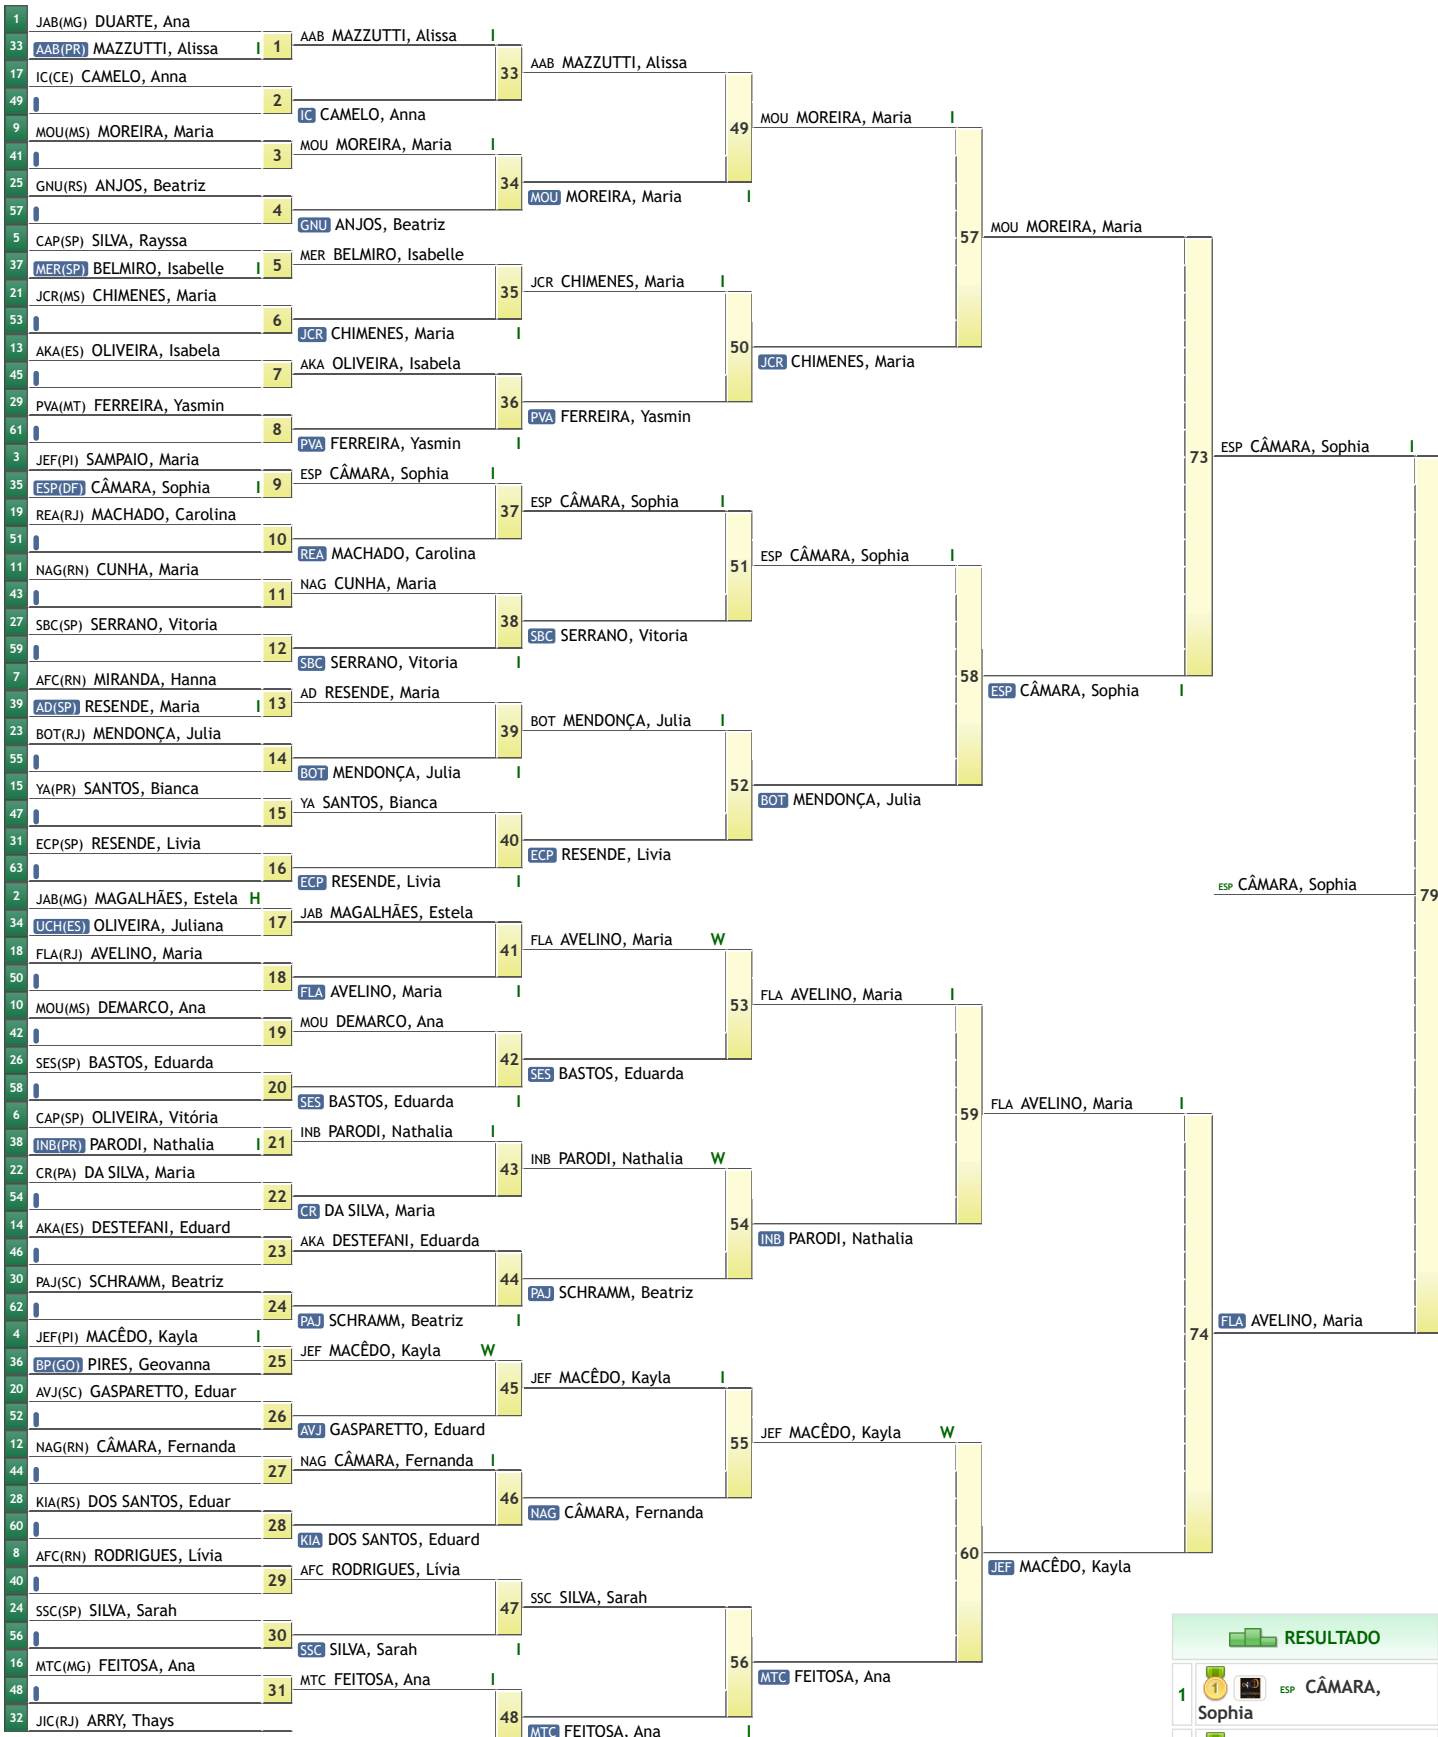 1 JAB(MG) DUARTE, Ana
33 AAB(PR) MAZZUTTI, Alissa I
1
17 IC(CE) CAMELO, Anna
49
2
9 MOU(MS) MOREIRA, Maria
41
3
25 GNU(RS) ANJOS, Beatriz
57
4
5 CAP(SP) SILVA, Rayssa
37 MER(SP) BELMIRO, Isabelle I
5
21 JCR(MS) CHIMENES, Maria
53
6
13 AKA(ES) OLIVEIRA, Isabela
45
7
29 PVA(MT) FERREIRA, Yasmin
61
8
3 JEF(PI) SAMPAIO, Maria
35 ESP(DF) CÂMARA, Sophia I
9
19 REA(RJ) MACHADO, Carolina
51
10
11 NAG(RN) CUNHA, Maria
43
11
27 SBC(SP) SERRANO, Vitoria
59
12
7 AFC(RN) MIRANDA, Hanna
39 AD(SP) RESENDE, Maria I
13
23 BOT(RJ) MENDONÇA, Julia
55
14
15 YA(PR) SANTOS, Bianca
47
15
31 ECP(SP) RESENDE, Livia
63
16
2 JAB(MG) MAGALHÃES, Estela H
34 UCH(ES) OLIVEIRA, Juliana
17
18 FLA(RJ) AVELINO, Maria
50
18
10 MOU(MS) DEMARCO, Ana
42
19
26 SES(SP) BASTOS, Eduarda
58
20
6 CAP(SP) OLIVEIRA, Vitória
38 INB(PR) PARODI, Nathalia I
21
22 CR(PA) DA SILVA, Maria
54
22
14 AKA(ES) DESTEFANI, Eduard
46
23
30 PAJ(SC) SCHRAMM, Beatriz
62
24
4 JEF(PI) MACÊDO, Kayla I
36 BP(GO) PIRES, Geovanna
25
20 AVJ(SC) GASPARETTO, Eduar
52
26
12 NAG(RN) CÂMARA, Fernanda
44
27
28 KIA(RS) DOS SANTOS, Eduar
60
28
8 AFC(RN) RODRIGUES, Lívia
40
29
24 SSC(SP) SILVA, Sarah
56
30
16 MTC(MG) FEITOSA, Ana
48
31
32 JIC(RJ) ARRY, Thays
AAB MAZZUTTI, Alissa I
33
IC CAMELO, Anna
MOU MOREIRA, Maria I
34
GNU ANJOS, Beatriz
MER BELMIRO, Isabelle
35
JCR CHIMENES, Maria I
AKA OLIVEIRA, Isabela
36
PVA FERREIRA, Yasmin I
ESP CÂMARA, Sophia I
37
REA MACHADO, Carolina
NAG CUNHA, Maria
38
SBC SERRANO, Vitoria I
AD RESENDE, Maria
39
BOT MENDONÇA, Julia I
YA SANTOS, Bianca
40
ECP RESENDE, Livia I
JAB MAGALHÃES, Estela
41
FLA AVELINO, Maria I
MOU DEMARCO, Ana
42
SES BASTOS, Eduarda I
INB PARODI, Nathalia I
43
CR DA SILVA, Maria
AKA DESTEFANI, Eduarda
44
PAJ SCHRAMM, Beatriz I
JEF MACÊDO, Kayla W
45
AVJ GASPARETTO, Eduard
NAG CÂMARA, Fernanda I
46
KIA DOS SANTOS, Eduard
AFC RODRIGUES, Lívia
47
SSC SILVA, Sarah I
MTC FEITOSA, Ana I
48
AAB MAZZUTTI, Alissa
49
MOU MOREIRA, Maria I
JCR CHIMENES, Maria I
50
PVA FERREIRA, Yasmin
ESP CÂMARA, Sophia I
51
SBC SERRANO, Vitoria
BOT MENDONÇA, Julia I
52
ECP RESENDE, Livia
FLA AVELINO, Maria W
53
SES BASTOS, Eduarda
INB PARODI, Nathalia W
54
PAJ SCHRAMM, Beatriz
JEF MACÊDO, Kayla I
55
NAG CÂMARA, Fernanda
SSC SILVA, Sarah
56
MTC FEITOSA, Ana I
MOU MOREIRA, Maria I
57
JCR CHIMENES, Maria
ESP CÂMARA, Sophia I
58
BOT MENDONÇA, Julia
FLA AVELINO, Maria I
59
INB PARODI, Nathalia
JEF MACÊDO, Kayla W
60
MTC FEITOSA, Ana
MOU MOREIRA, Maria
73
ESP CÂMARA, Sophia I
FLA AVELINO, Maria I
74
JEF MACÊDO, Kayla
ESP CÂMARA, Sophia I
ESP CÂMARA, Sophia
79
FLA AVELINO, Maria
RESULTADO
1 1 ESP CÂMARA,
Sophia